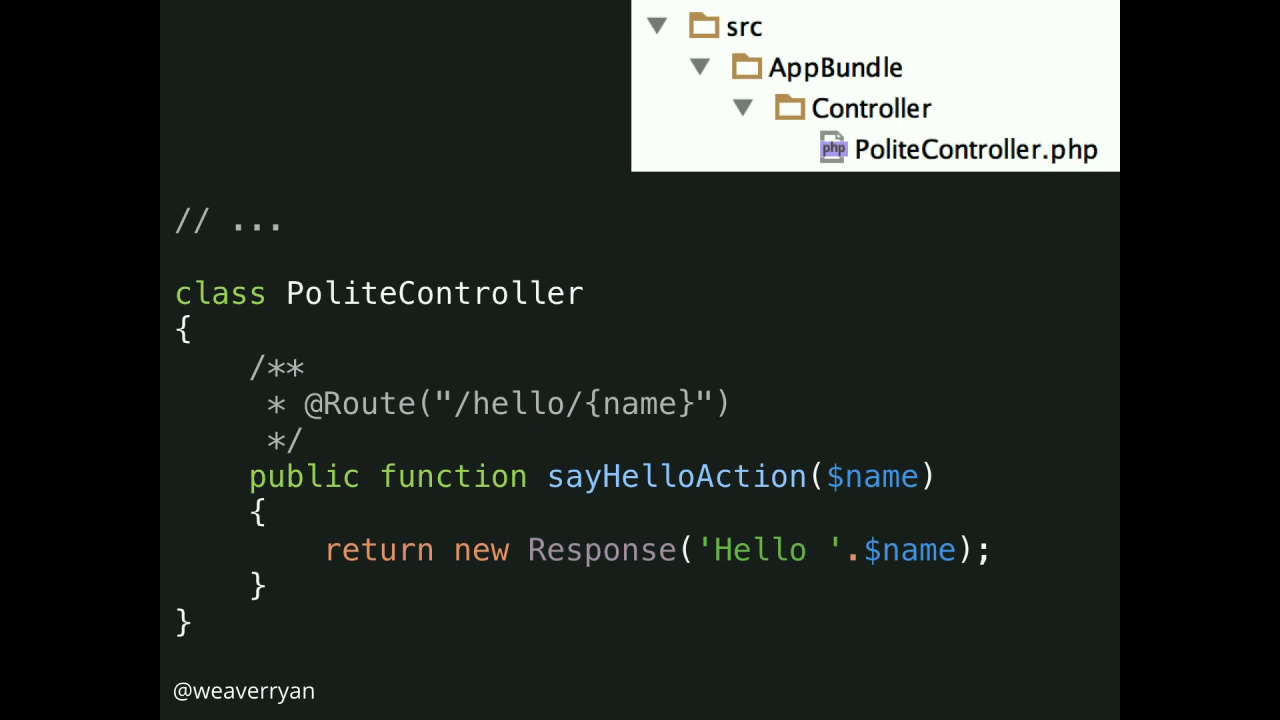 src
AppBundle
Controller
php PoliteController.php
// ...
class PoliteController
{
/**
* @Route("/hello/{name}")
*/
public function sayHelloAction($name)
{
return new Response('Hello '.$name);
}
}
@weaverryan